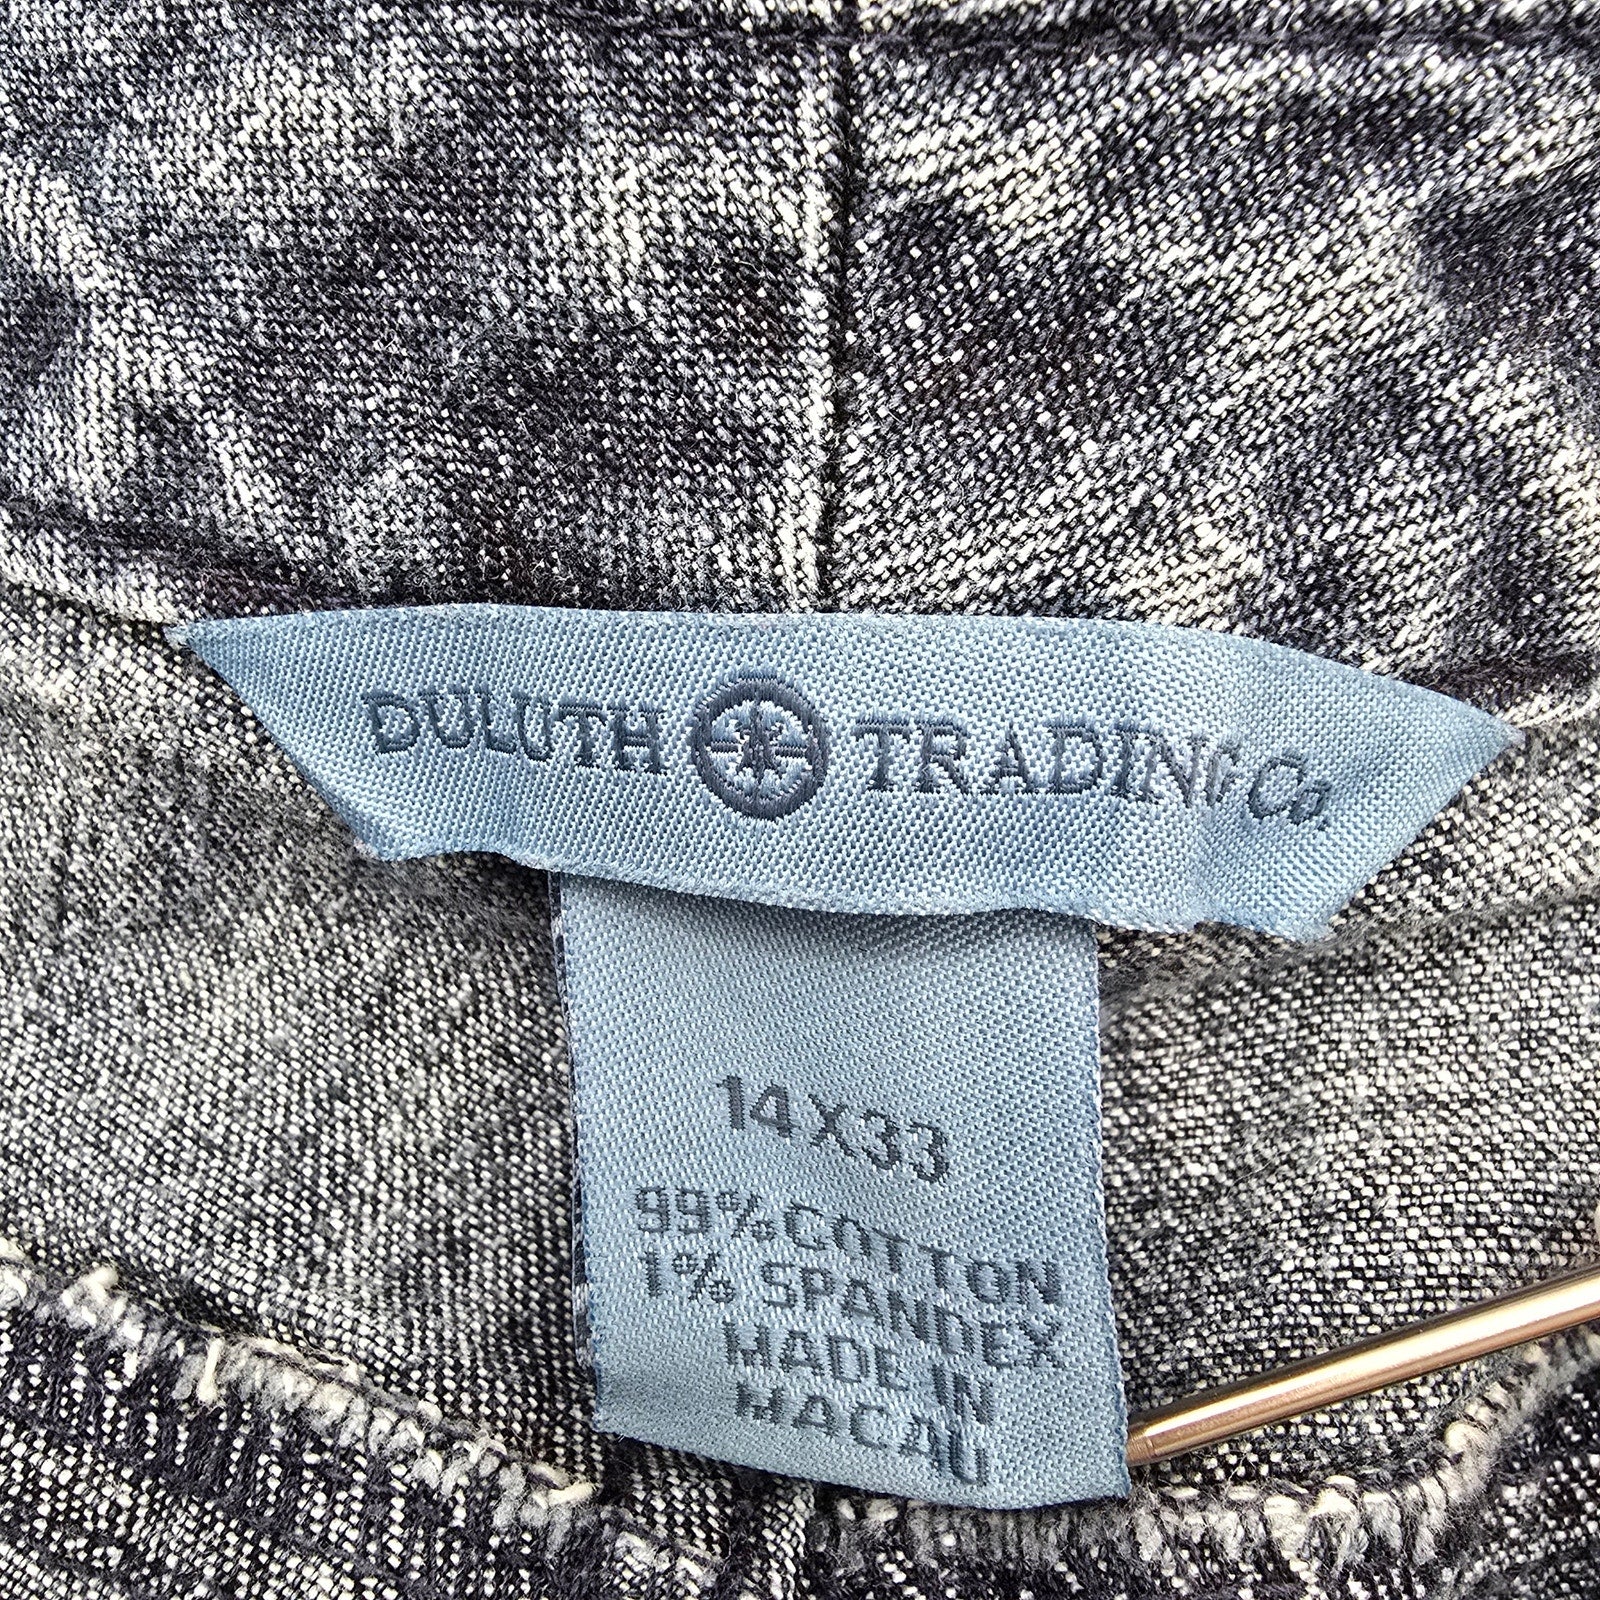 DULUTH TRADING Co.
14X33
99% COTTON
1% SPANDEX
MADE IN
MACAU